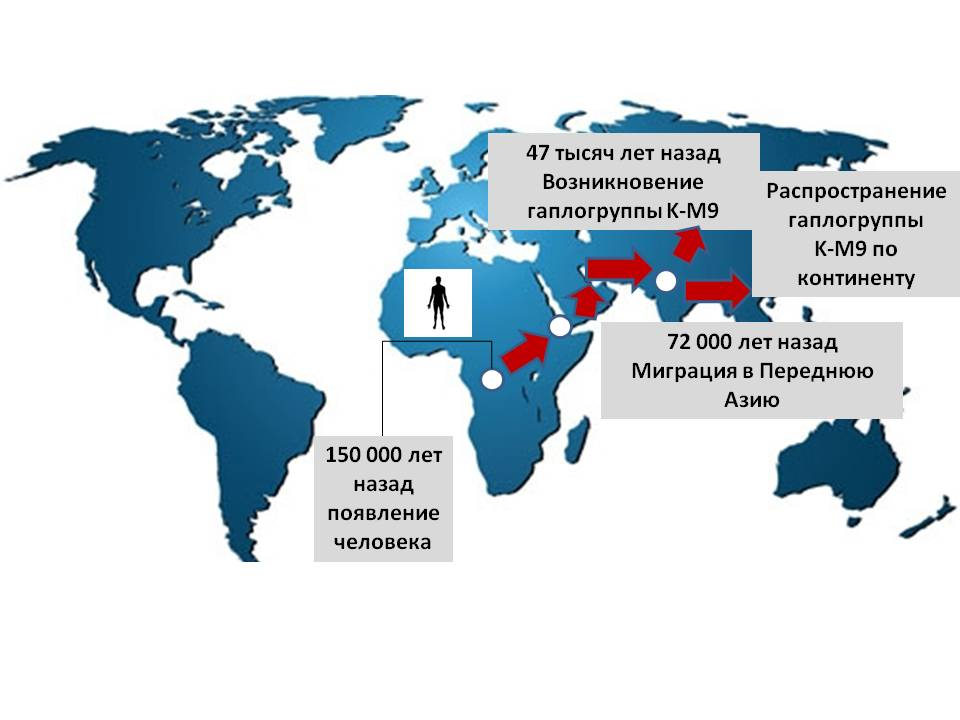 47 тысяч лет назад
Возникновение
гаплогруппы K-M9
Распространение
гаплогруппы
K-M9 по
континенту
72 000 лет назад
Миграция в Переднюю
Азию
150 000 лет
назад
появление
человека